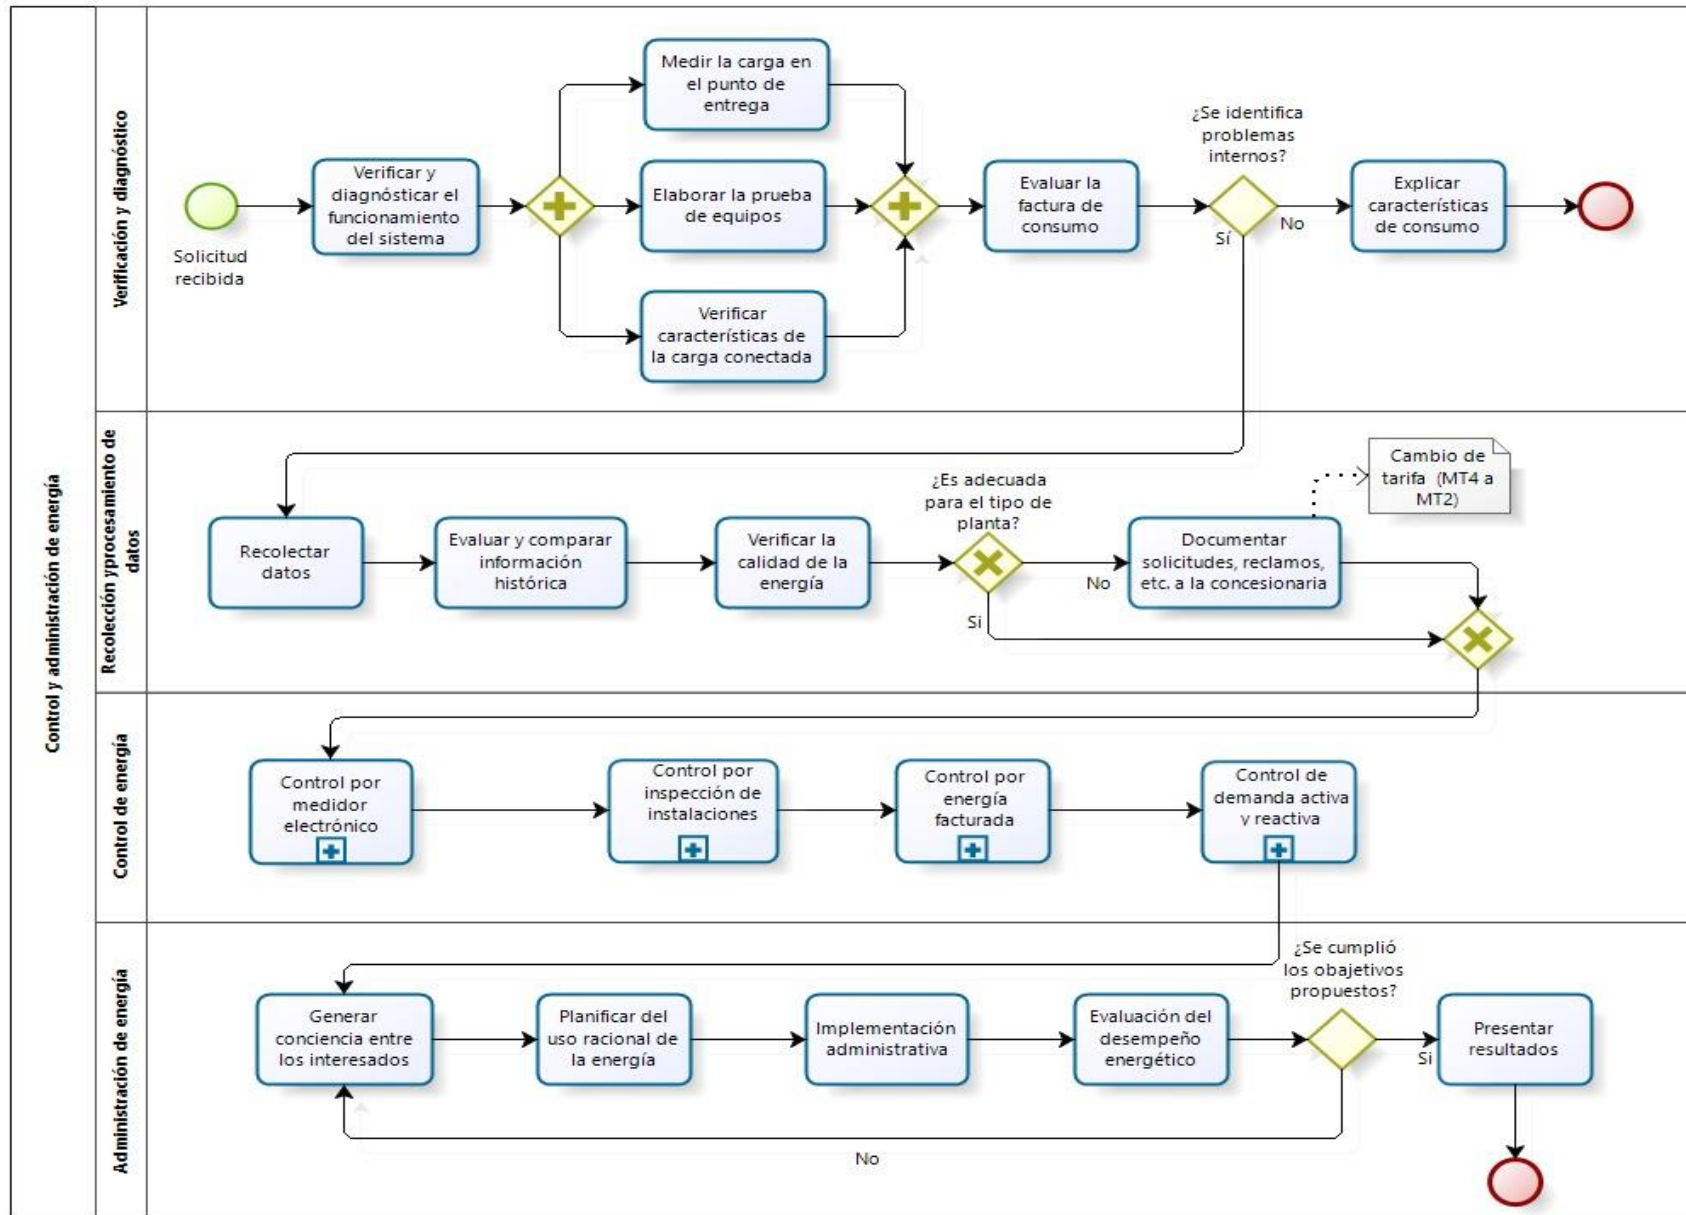 Control y administración de energía
Verificación y diagnóstico
Solicitud
recibida
Verificar y
diagnósticar el
funcionamiento
del sistema
Medir la carga en
el punto de
entrega
Elaborar la prueba
de equipos
Verificar
características de
la carga conectada
Evaluar la
factura de
consumo
¿Se identifica
problemas
internos?
Sí
No
Explicar
características
de consumo
Recolección yprocesamiento de
datos
Recolectar
datos
Evaluar y comparar
información
histórica
Verificar la
calidad de la
energía
¿Es adecuada
para el tipo de
planta?
No
Si
Documentar
solicitudes, reclamos,
etc. a la concesionaria
Cambio de
tarifa (MT4 a
MT2)
Control de energía
Control por
medidor
electrónico
Control por
inspección de
instalaciones
Control por
energía
facturada
Control de
demanda activa
y reactiva
Administración de energía
Generar
conciencia entre
los interesados
Planificar del
uso racional de
la energía
Implementación
administrativa
Evaluación del
desempeño
energético
¿Se cumplió
los obajetivos
propuestos?
Si
No
Presentar
resultados